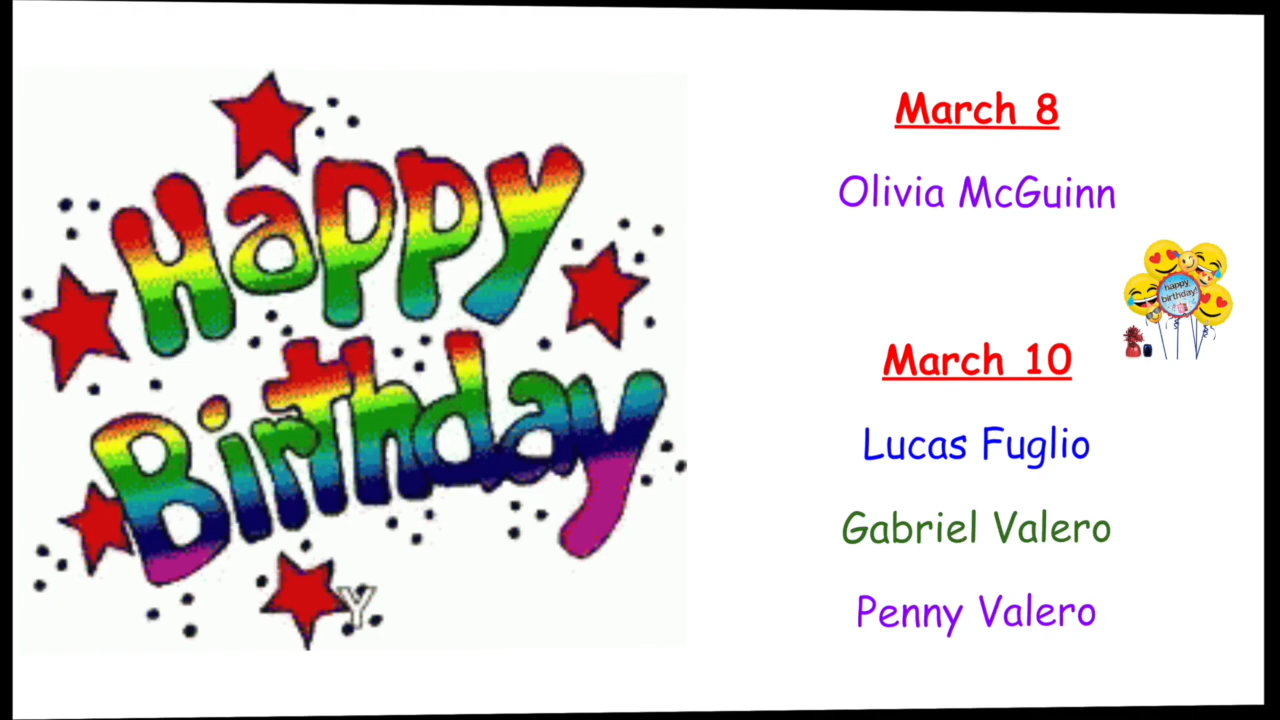 Happy
Birthday
Y
March 8
Olivia McGuinn
happy
birthday!
March 10
Lucas Fuglio
Gabriel Valero
Penny Valero